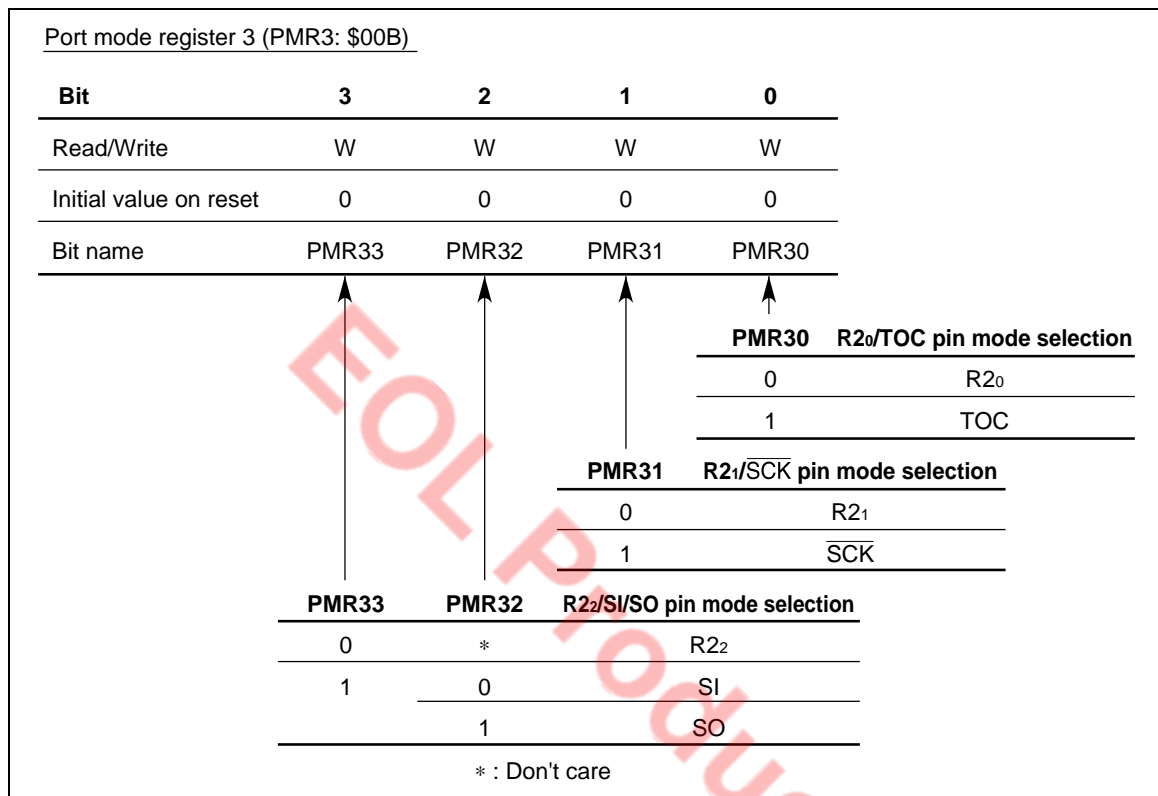 Port mode register 3 (PMR3: $00B)
Bit 3 2 1 0
Read/Write W W W W
Initial value on reset 0 0 0 0
Bit name PMR33 PMR32 PMR31 PMR30
PMR30 R2₀/TOC pin mode selection
0 R2₀
1 TOC
PMR31 R2₁/S̅C̅K̅ pin mode selection
0 R2₁
1 S̅C̅K̅
PMR33 PMR32 R2₂/SI/SO pin mode selection
0 * R2₂
1 0 SI
1 SO
* : Don't care
EOL Produ